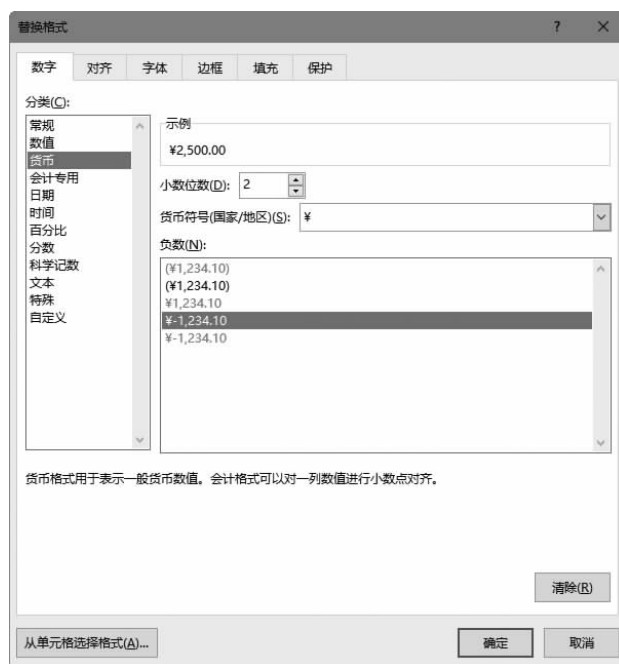 替换格式 ? ×
数字 对齐 字体 边框 填充 保护
分类(C):
常规
数值
货币
会计专用
日期
时间
百分比
分数
科学记数
文本
特殊
自定义
示例
¥2,500.00
小数位数(D): 2
货币符号(国家/地区)(S): ¥
负数(N):
(¥1,234.10)
(¥1,234.10)
¥1,234.10
¥-1,234.10
¥-1,234.10
货币格式用于表示一般货币数值。会计格式可以对一列数值进行小数点对齐。
清除(R)
从单元格选择格式(A)... 确定 取消